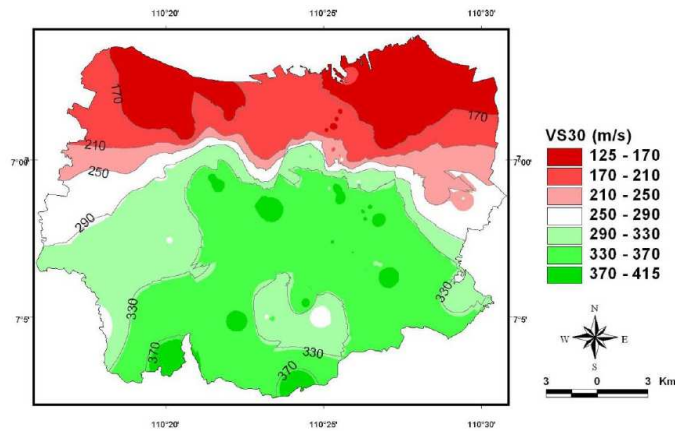 110°20' 110°25' 110°30'
170
170
210
250
7°00' 7°00'
290
330
330
7°5' 7°5'
370
330
370
110°20' 110°25' 110°30'
VS30 (m/s)
125 - 170
170 - 210
210 - 250
250 - 290
290 - 330
330 - 370
370 - 415
N
W E
S
3 0 3 Km